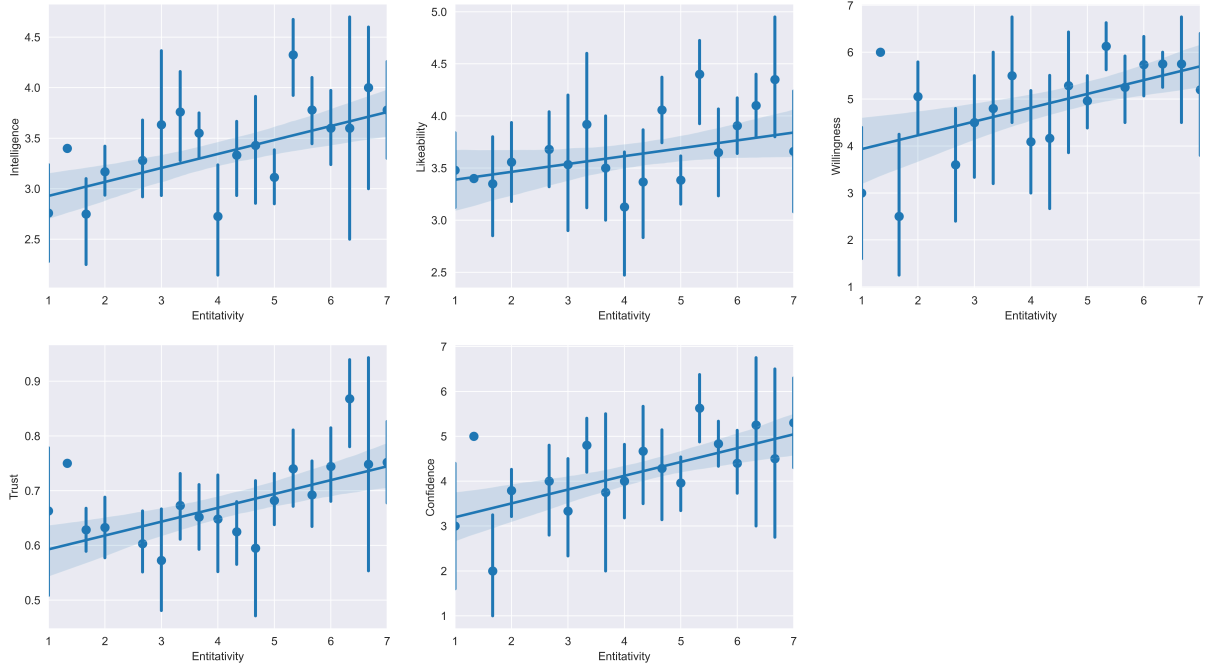 4.5
4.0
3.5
3.0
2.5
Intelligence
1 2 3 4 5 6 7
Entitativity
5.0
4.5
4.0
3.5
3.0
2.5
Likeability
1 2 3 4 5 6 7
Entitativity
7
6
5
4
3
2
1
Willingness
1 2 3 4 5 6 7
Entitativity
0.9
0.8
0.7
0.6
0.5
Trust
1 2 3 4 5 6 7
Entitativity
7
6
5
4
3
2
1
Confidence
1 2 3 4 5 6 7
Entitativity